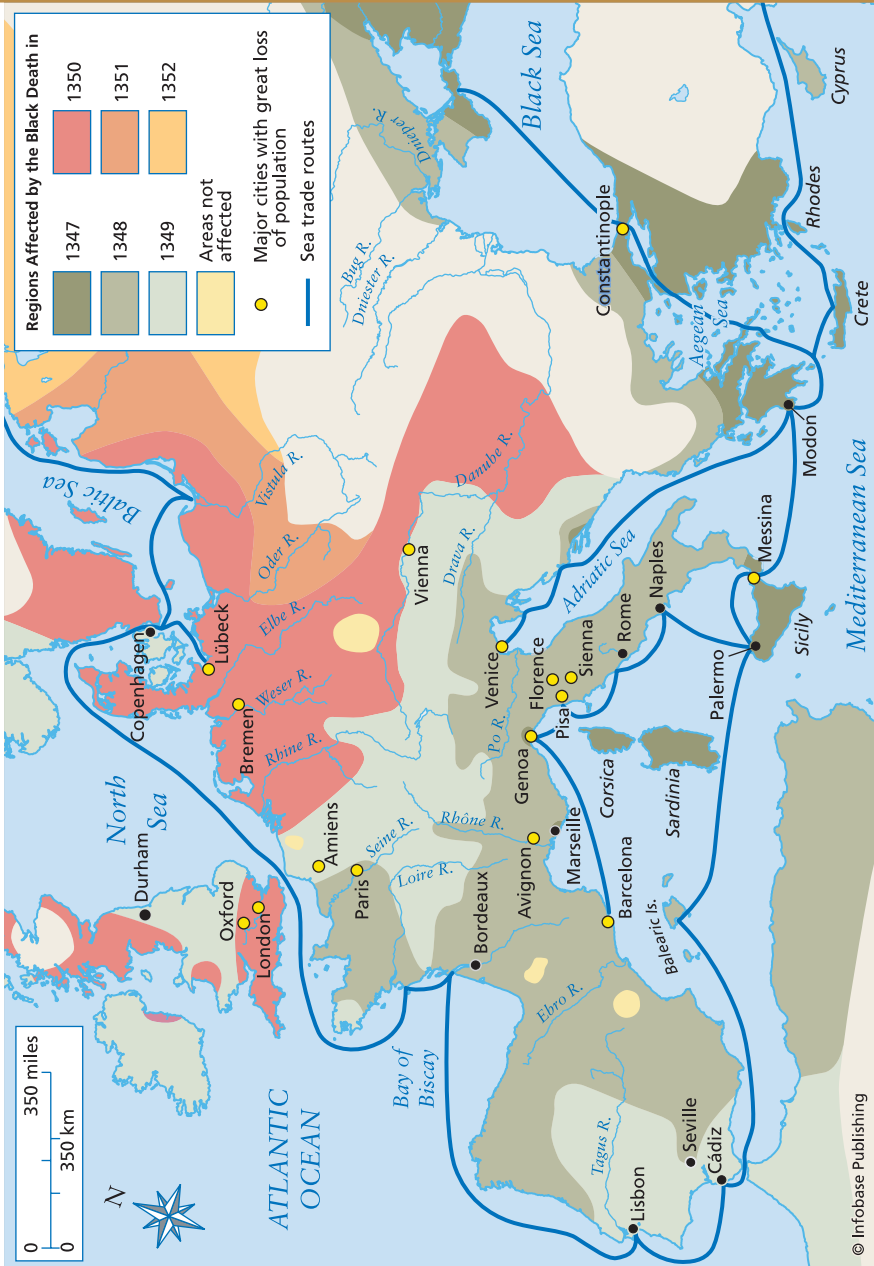 Regions Affected by the Black Death in
1347
1348
1349
Areas not
affected
1350
1351
1352
Major cities with great loss
of population
Sea trade routes
0
350 miles
0
350 km
N
ATLANTIC
OCEAN
North
Sea
Baltic Sea
Bay of
Biscay
Black Sea
Aegean
Sea
Adriatic Sea
Mediterranean Sea
Durham
Oxford
London
Copenhagen
Lübeck
Bremen
Amiens
Paris
Bordeaux
Avignon
Marseille
Barcelona
Lisbon
Seville
Cádiz
Vienna
Venice
Genoa
Florence
Pisa
Sienna
Rome
Naples
Palermo
Messina
Modon
Constantinople
Balearic Is.
Corsica
Sardinia
Sicily
Crete
Rhodes
Cyprus
Dnieper R.
Bug R.
Dniester R.
Vistula R.
Oder R.
Elbe R.
Weser R.
Rhine R.
Danube R.
Drava R.
Seine R.
Loire R.
Rhône R.
Po R.
Ebro R.
Tagus R.
© Infobase Publishing